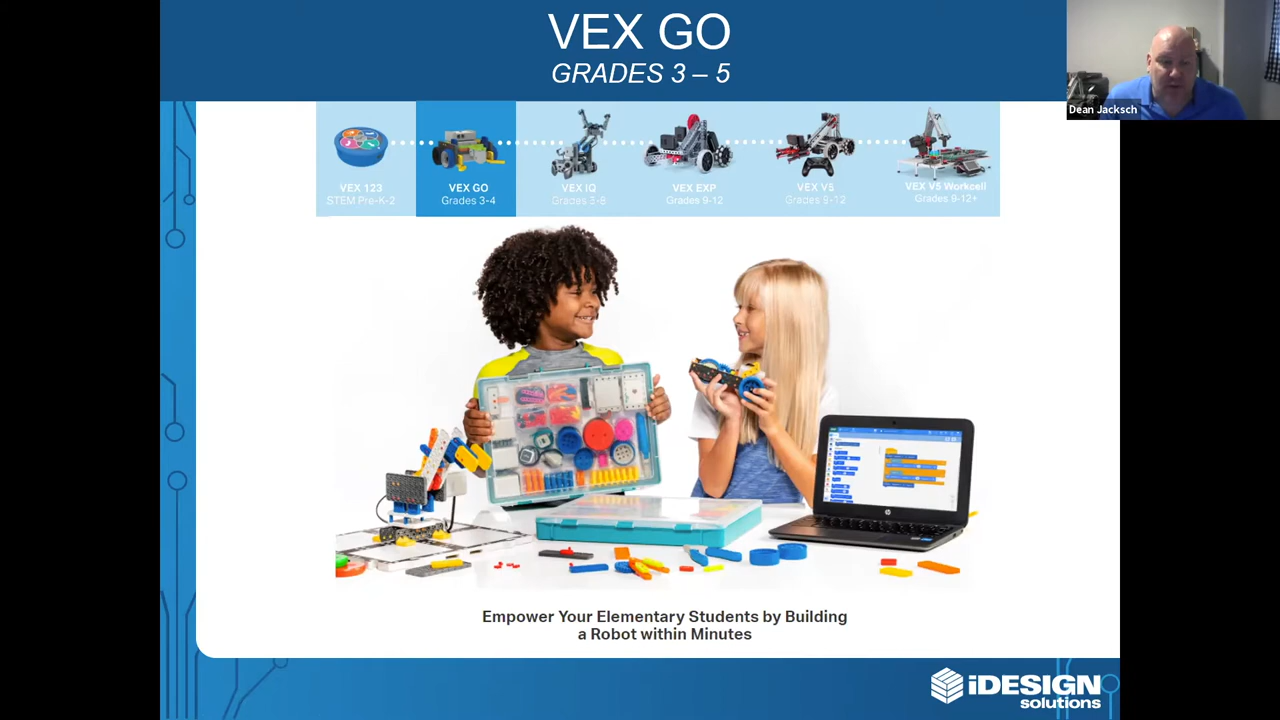 VEX GO
GRADES 3 – 5
Dean Jacksch
VEX 123
STEM Pre-K-2
VEX GO
Grades 3-4
VEX IQ
Grades 5-8
VEX EXP
Grades 9-12
VEX V5
Grades 9-12
VEX V5 Workcell
Grades 9-12+
Empower Your Elementary Students by Building
a Robot within Minutes
iDESIGN
solutions